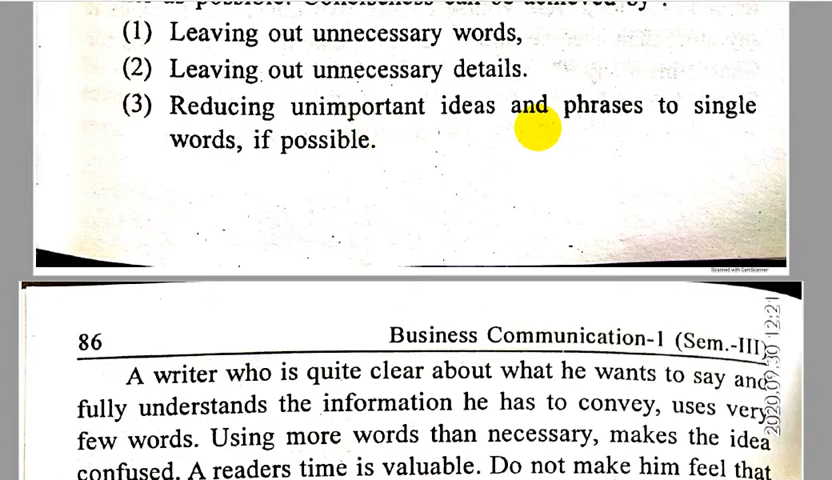 (1) Leaving out unnecessary words,
(2) Leaving out unnecessary details.
(3) Reducing unimportant ideas and phrases to single
words, if possible.
Scanned with CamScanner
86 Business Communication-1 (Sem.-III)
2020.09.30 12:21
A writer who is quite clear about what he wants to say and
fully understands the information he has to convey, uses very
few words. Using more words than necessary, makes the idea
confused. A readers time is valuable. Do not make him feel that